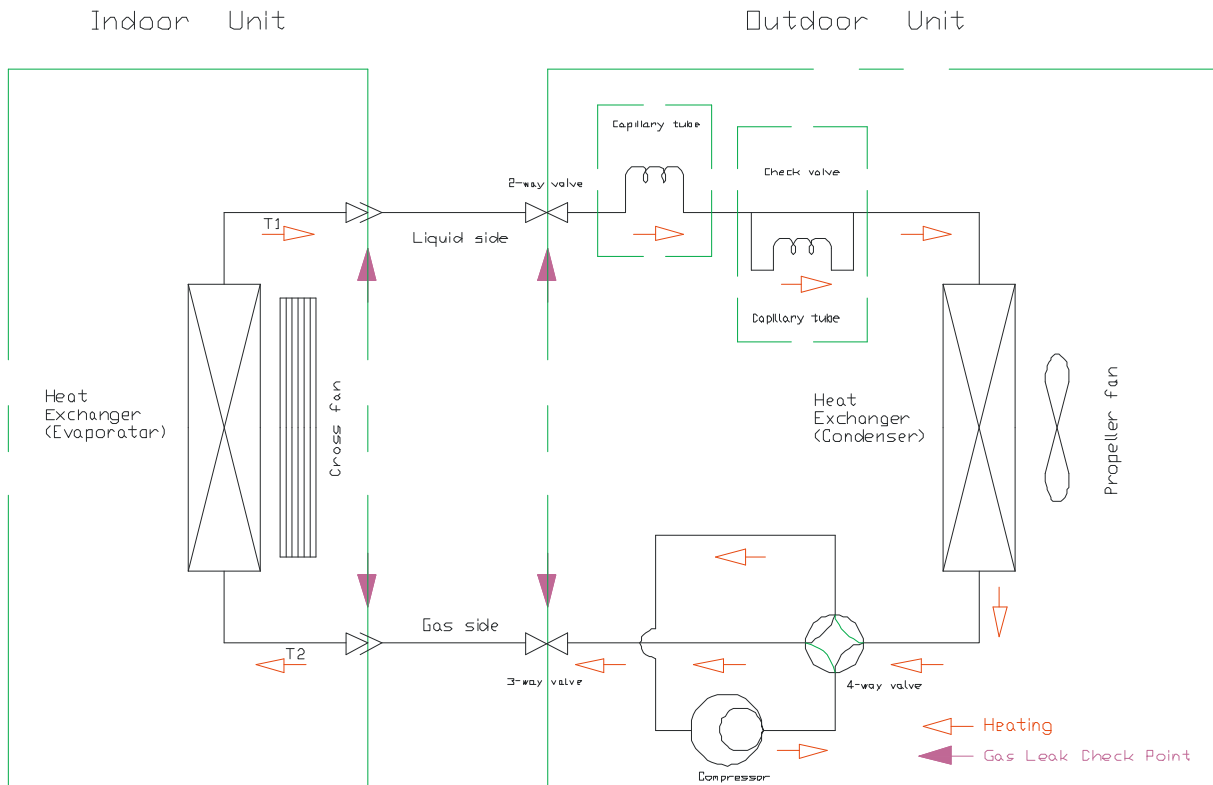 Indoor Unit
Outdoor Unit
Capillary tube
Check valve
2-way valve
T1
Liquid side
Capillary tube
Heat
Exchanger
(Evaporator)
Cross fan
Heat
Exchanger
(Condenser)
Propeller fan
Gas side
T2
3-way valve
4-way valve
Heating
Gas Leak Check Point
Compressor